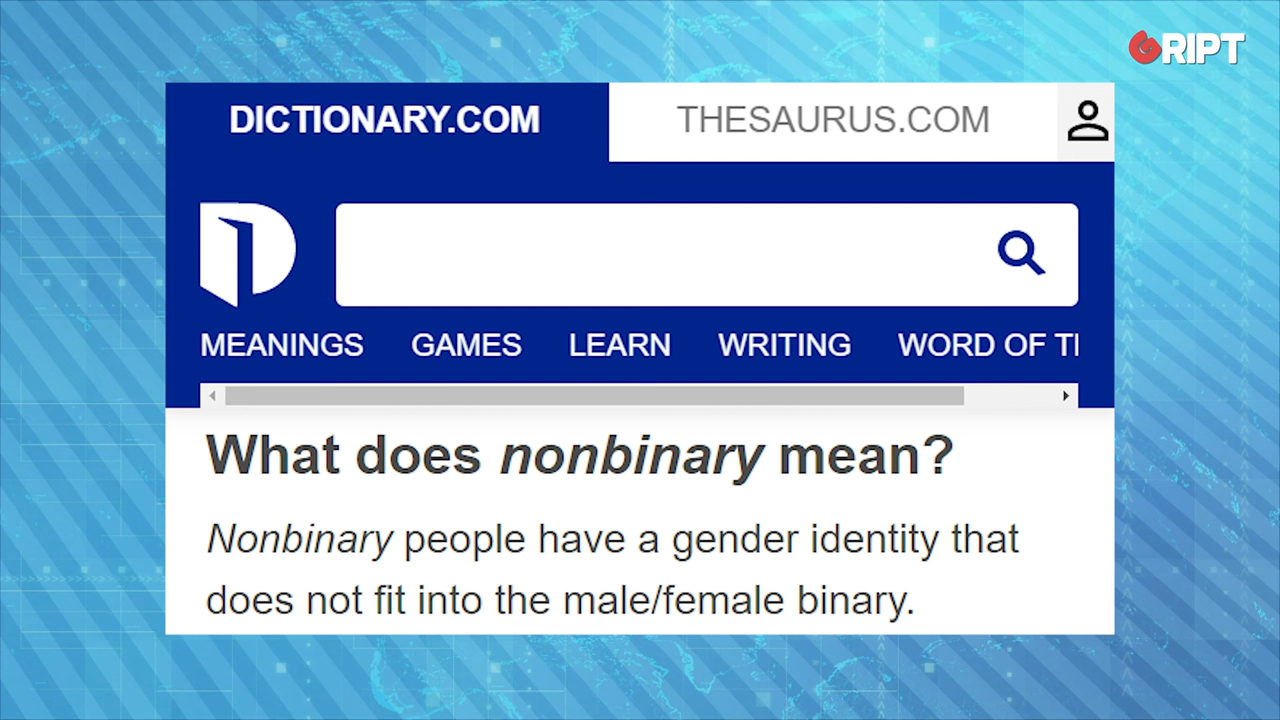 GRIPT
DICTIONARY.COM
THESAURUS.COM
MEANINGS
GAMES
LEARN
WRITING
WORD OF TI
What does nonbinary mean?
Nonbinary people have a gender identity that
does not fit into the male/female binary.